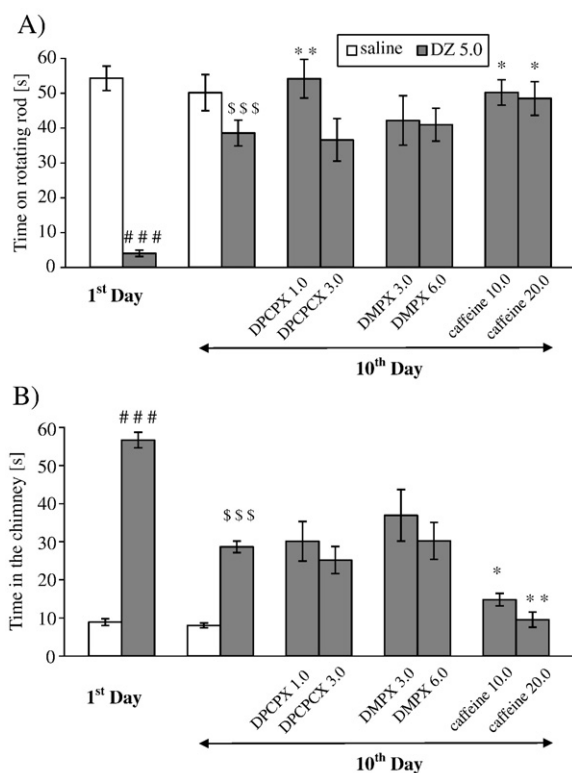 A)
saline
DZ 5.0
Time on rotating rod [s]
60
50
40
30
20
10
0
# # #
$ $ $
* *
*
*
1st Day
DPCPX 1.0
DPCPCX 3.0
DMPX 3.0
DMPX 6.0
caffeine 10.0
caffeine 20.0
10th Day
B)
Time in the chimney [s]
60
50
40
30
20
10
0
# # #
$ $ $
*
* *
1st Day
DPCPX 1.0
DPCPCX 3.0
DMPX 3.0
DMPX 6.0
caffeine 10.0
caffeine 20.0
10th Day